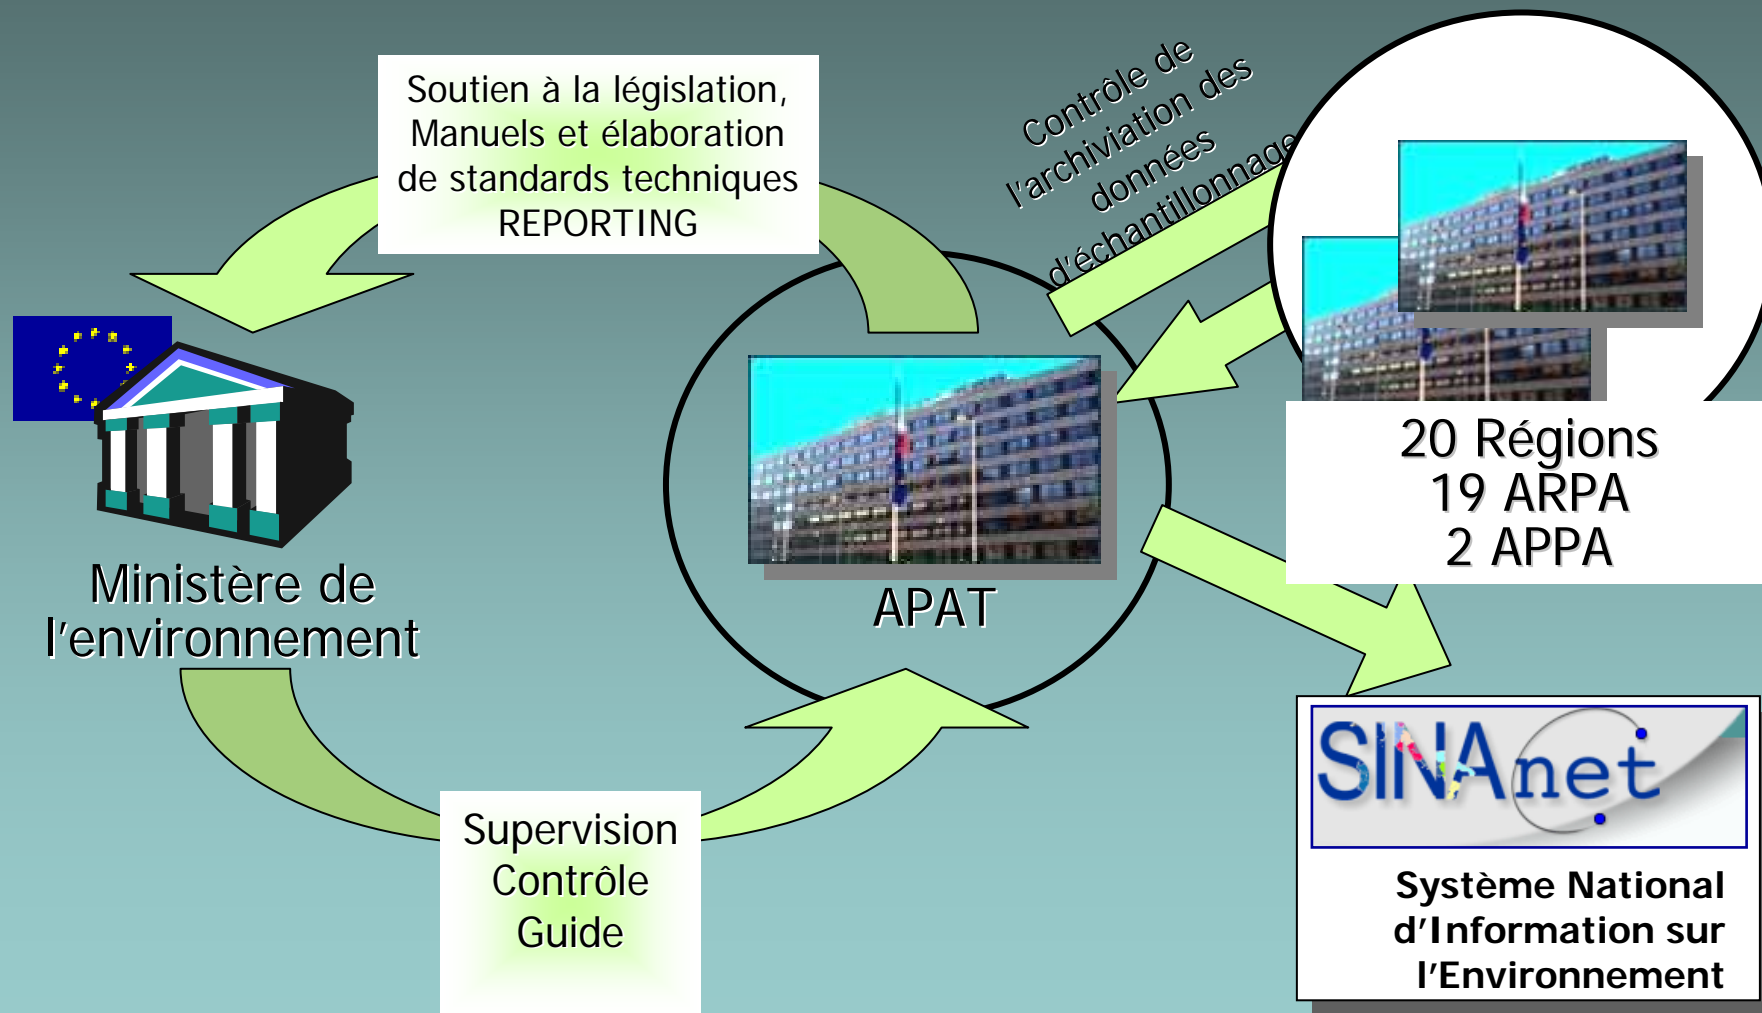 Soutien à la législation,
Manuels et élaboration
de standards techniques
REPORTING
Contrôle de
l'archiviation des
données
d'échantillonnage
20 Régions
19 ARPA
2 APPA
Ministère de
l'environnement
APAT
Supervision
Contrôle
Guide
SINAnet
Système National
d'Information sur
l'Environnement